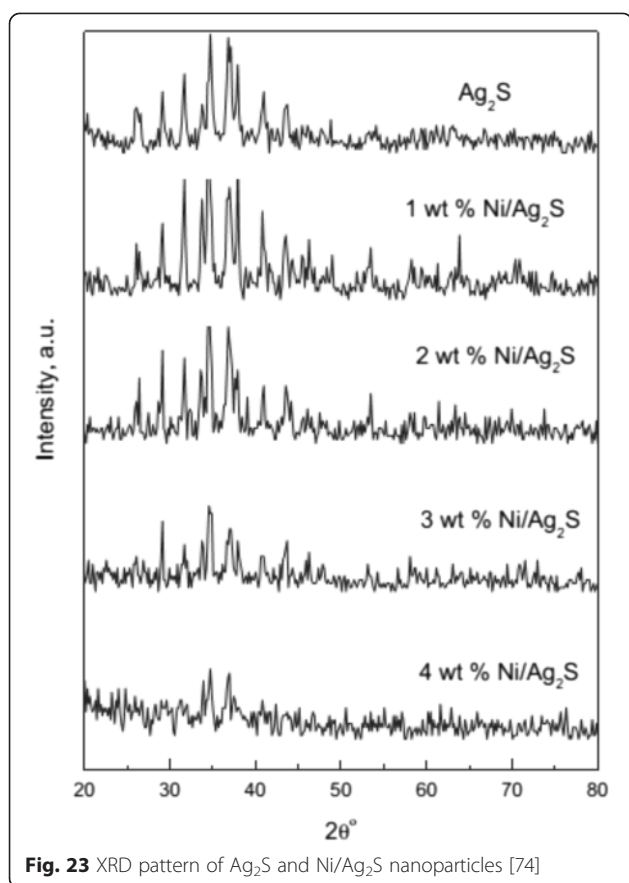 Ag₂S
1 wt % Ni/Ag₂S
2 wt % Ni/Ag₂S
3 wt % Ni/Ag₂S
4 wt % Ni/Ag₂S
Intensity, a.u.
20 30 40 50 60 70 80
2θ°
Fig. 23 XRD pattern of Ag₂S and Ni/Ag₂S nanoparticles [74]